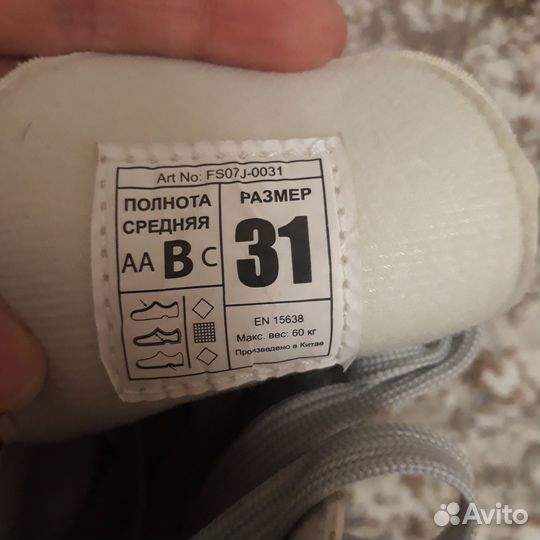 Art No: FS07J-0031
ПОЛНОТА
СРЕДНЯЯ
AA B C
РАЗМЕР
31
EN 15638
Макс. вес: 60 кг
Произведено в Китае
Avito